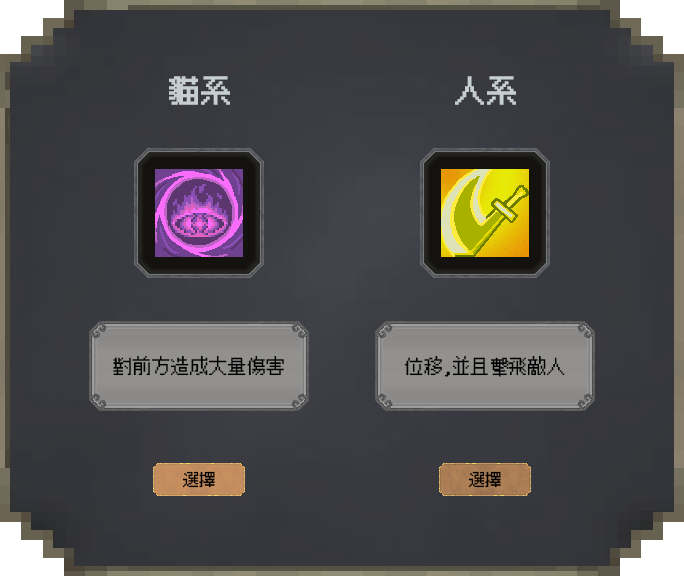 貓系
人系
對前方造成大量傷害
位移,並且擊飛敵人
選擇
選擇